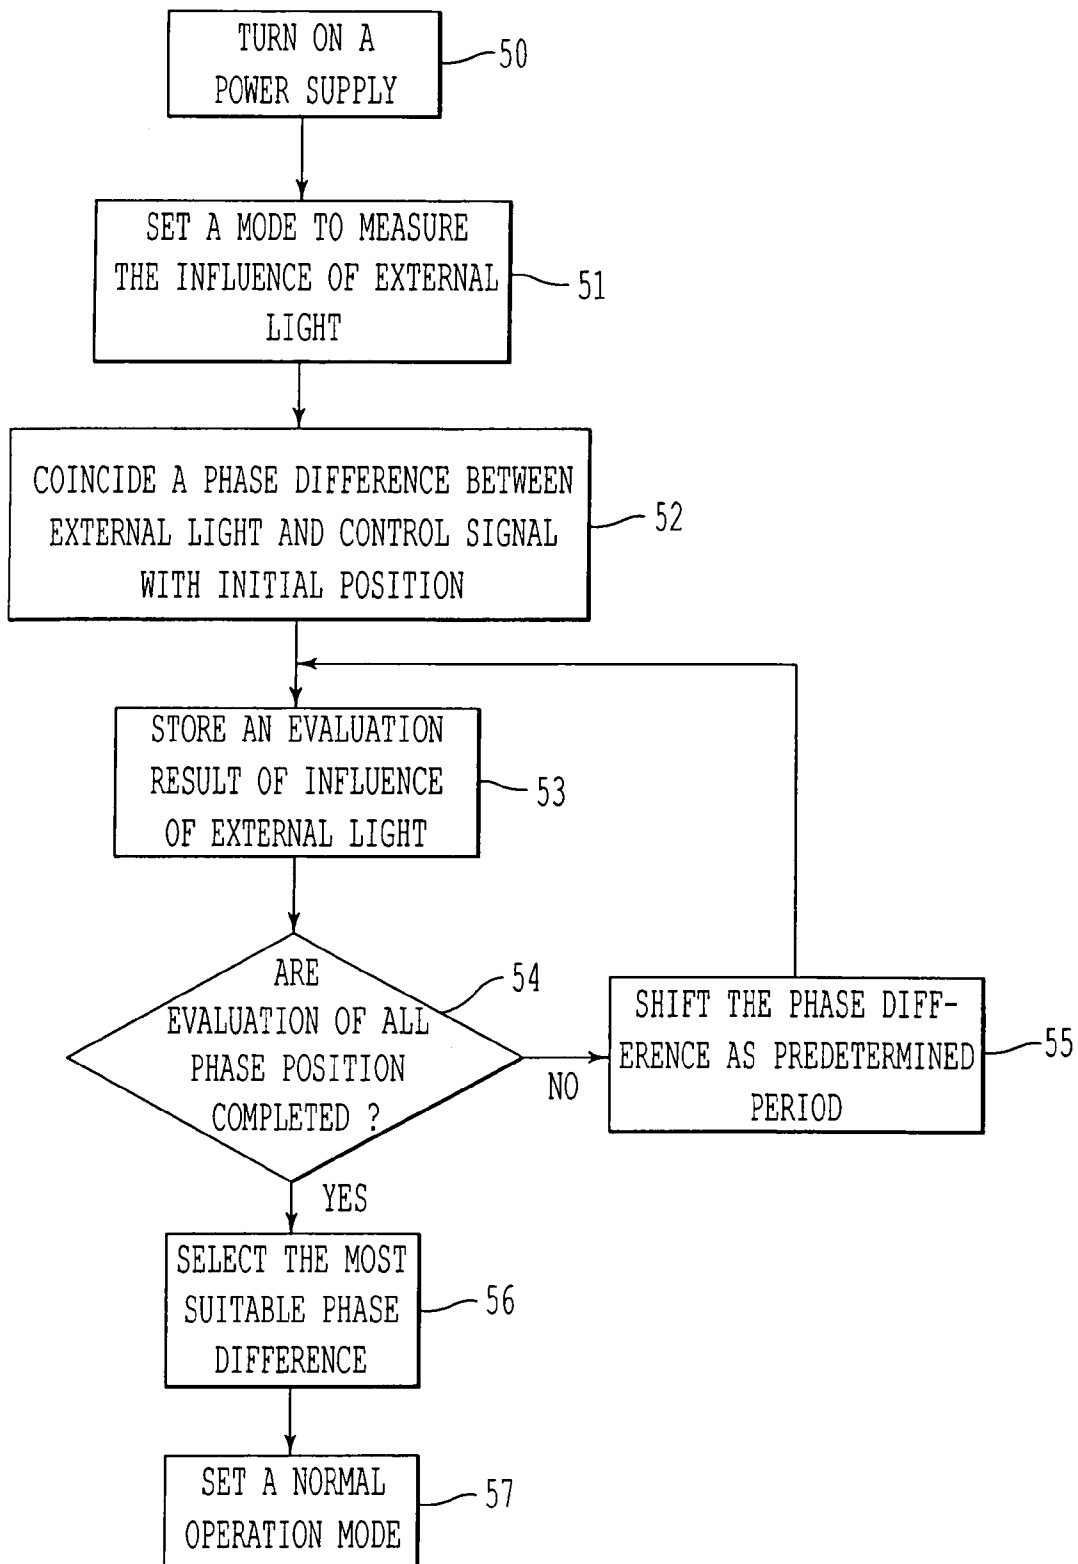 TURN ON A
POWER SUPPLY
50
SET A MODE TO MEASURE
THE INFLUENCE OF EXTERNAL
LIGHT
51
COINCIDE A PHASE DIFFERENCE BETWEEN
EXTERNAL LIGHT AND CONTROL SIGNAL
WITH INITIAL POSITION
52
STORE AN EVALUATION
RESULT OF INFLUENCE
OF EXTERNAL LIGHT
53
ARE
EVALUATION OF ALL
PHASE POSITION
COMPLETED ?
54
NO
SHIFT THE PHASE DIFF-
ERENCE AS PREDETERMINED
PERIOD
55
YES
SELECT THE MOST
SUITABLE PHASE
DIFFERENCE
56
SET A NORMAL
OPERATION MODE
57